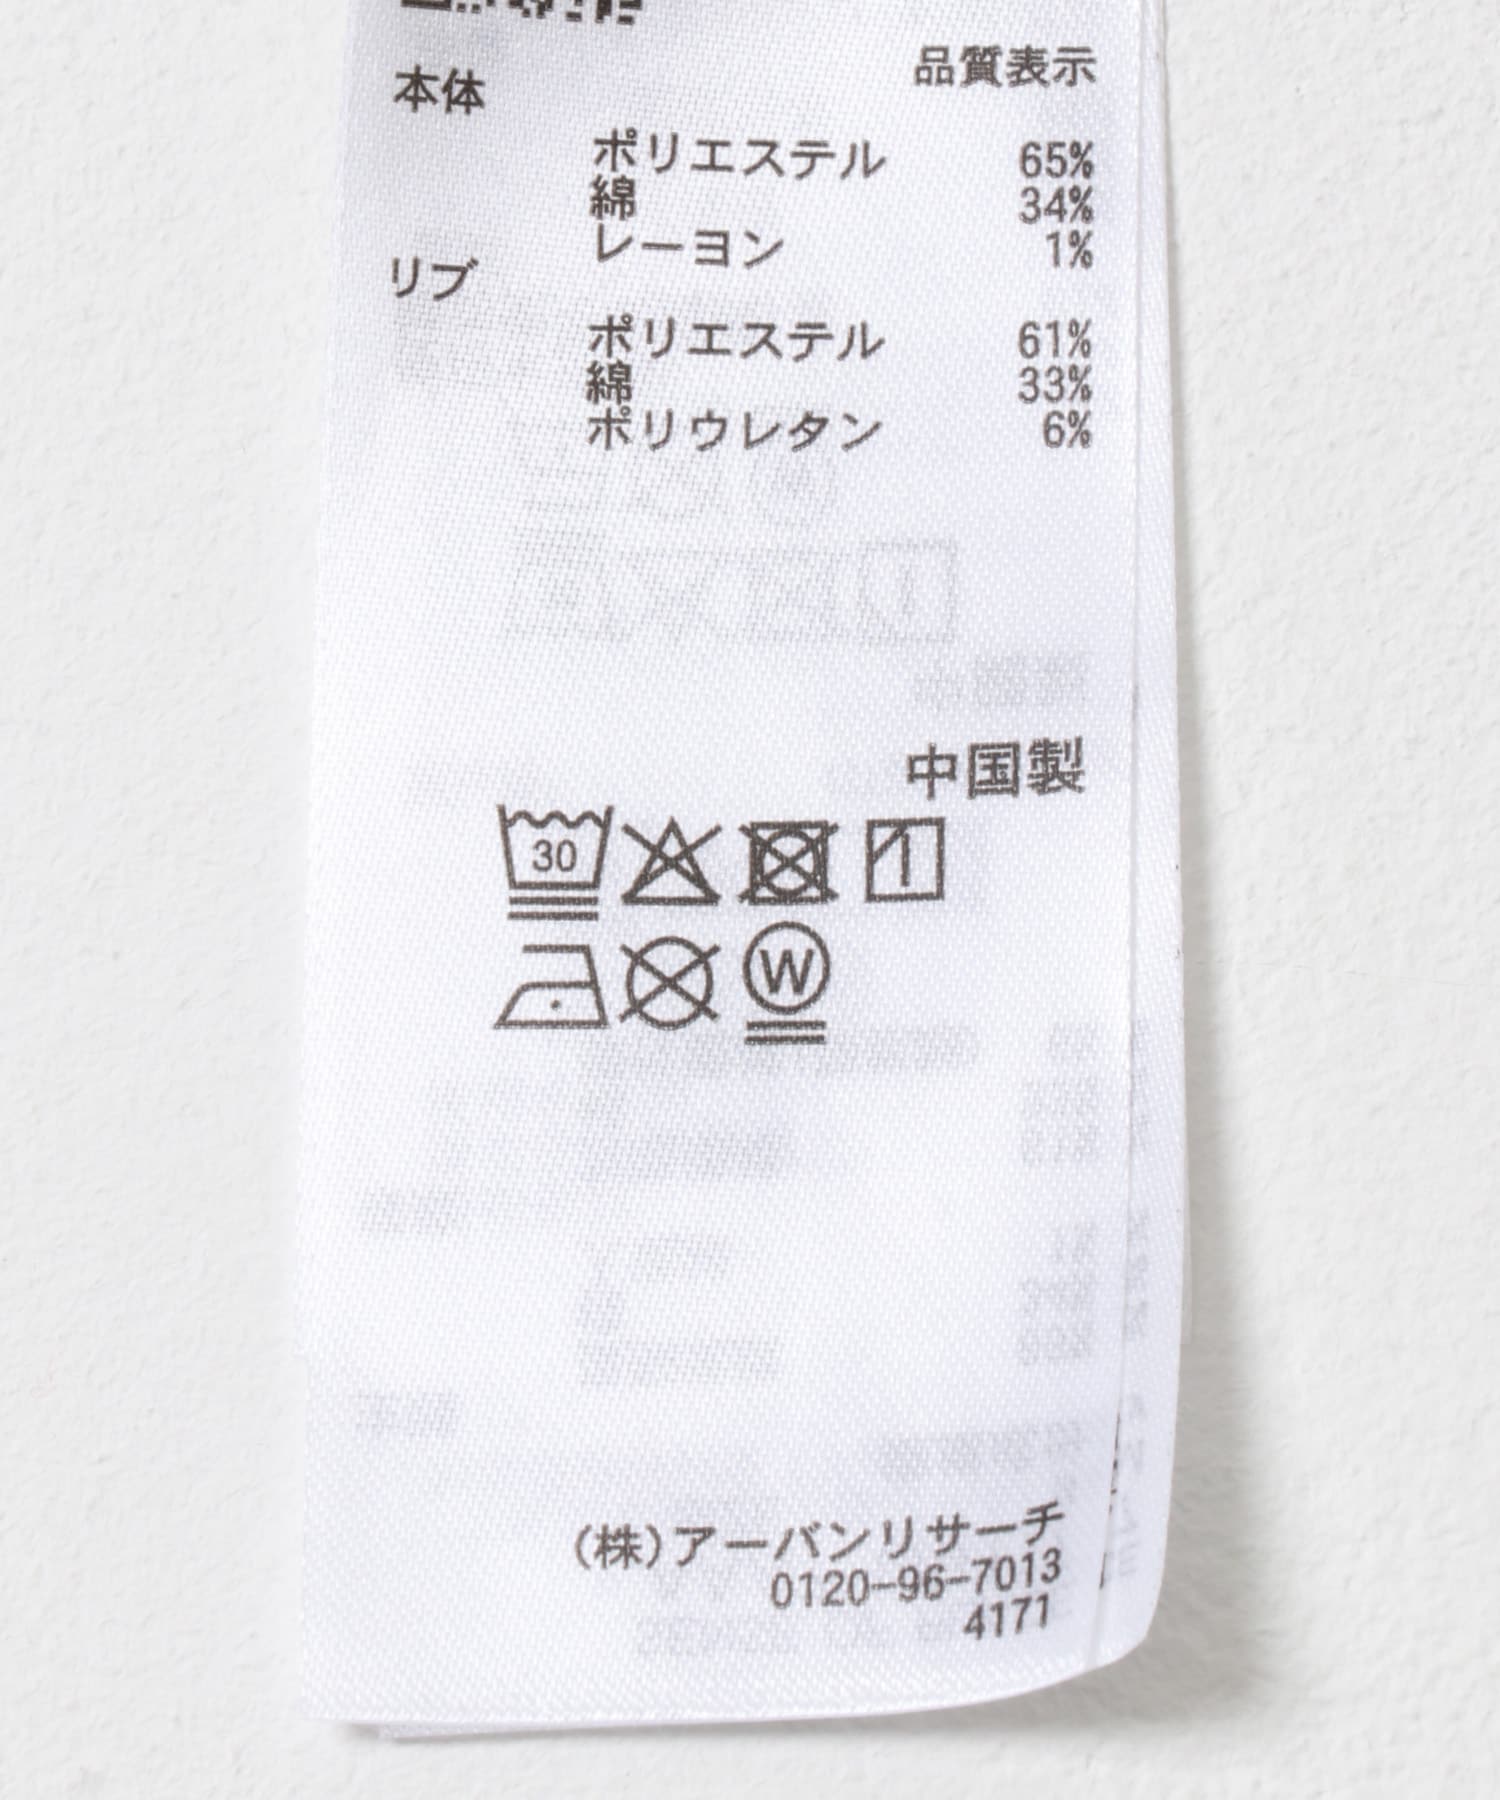 品質表示
本体
ポリエステル 65%
綿 34%
レーヨン 1%
リブ
ポリエステル 61%
綿 33%
ポリウレタン 6%
中国製
30
W
(株)アーバンリサーチ
0120-96-7013
4171